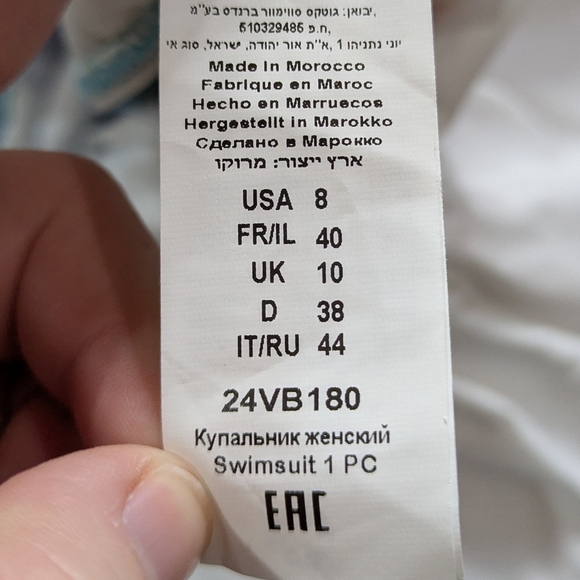 יבואן: גוטקס סווימוור ברנדס בע"מ,
ח.פ 510329485,
יוני נתניהו 1, א"ת אור יהודה, ישראל, סוג אי
Made in Morocco
Fabrique en Maroc
Hecho en Marruecos
Hergestellt in Marokko
Сделано в Марокко
ארץ ייצור: מרוקו
USA 8
FR/IL 40
UK 10
D 38
IT/RU 44
24VB180
Купальник женский
Swimsuit 1 PC
EAC